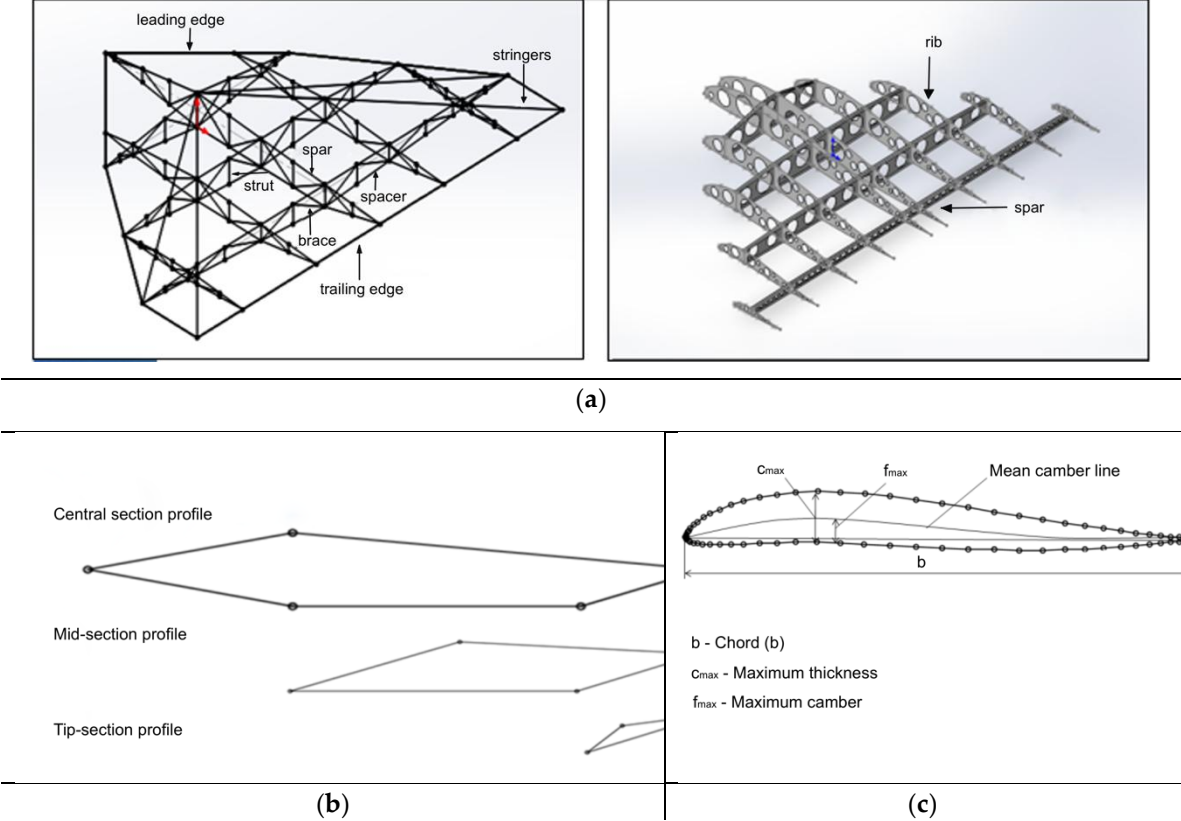 leading edge
stringers
spar
strut
spacer
brace
trailing edge
rib
spar
(a)
Central section profile
Mid-section profile
Tip-section profile
(b)
cmax
fmax
Mean camber line
b
b - Chord (b)
cmax - Maximum thickness
fmax - Maximum camber
(c)